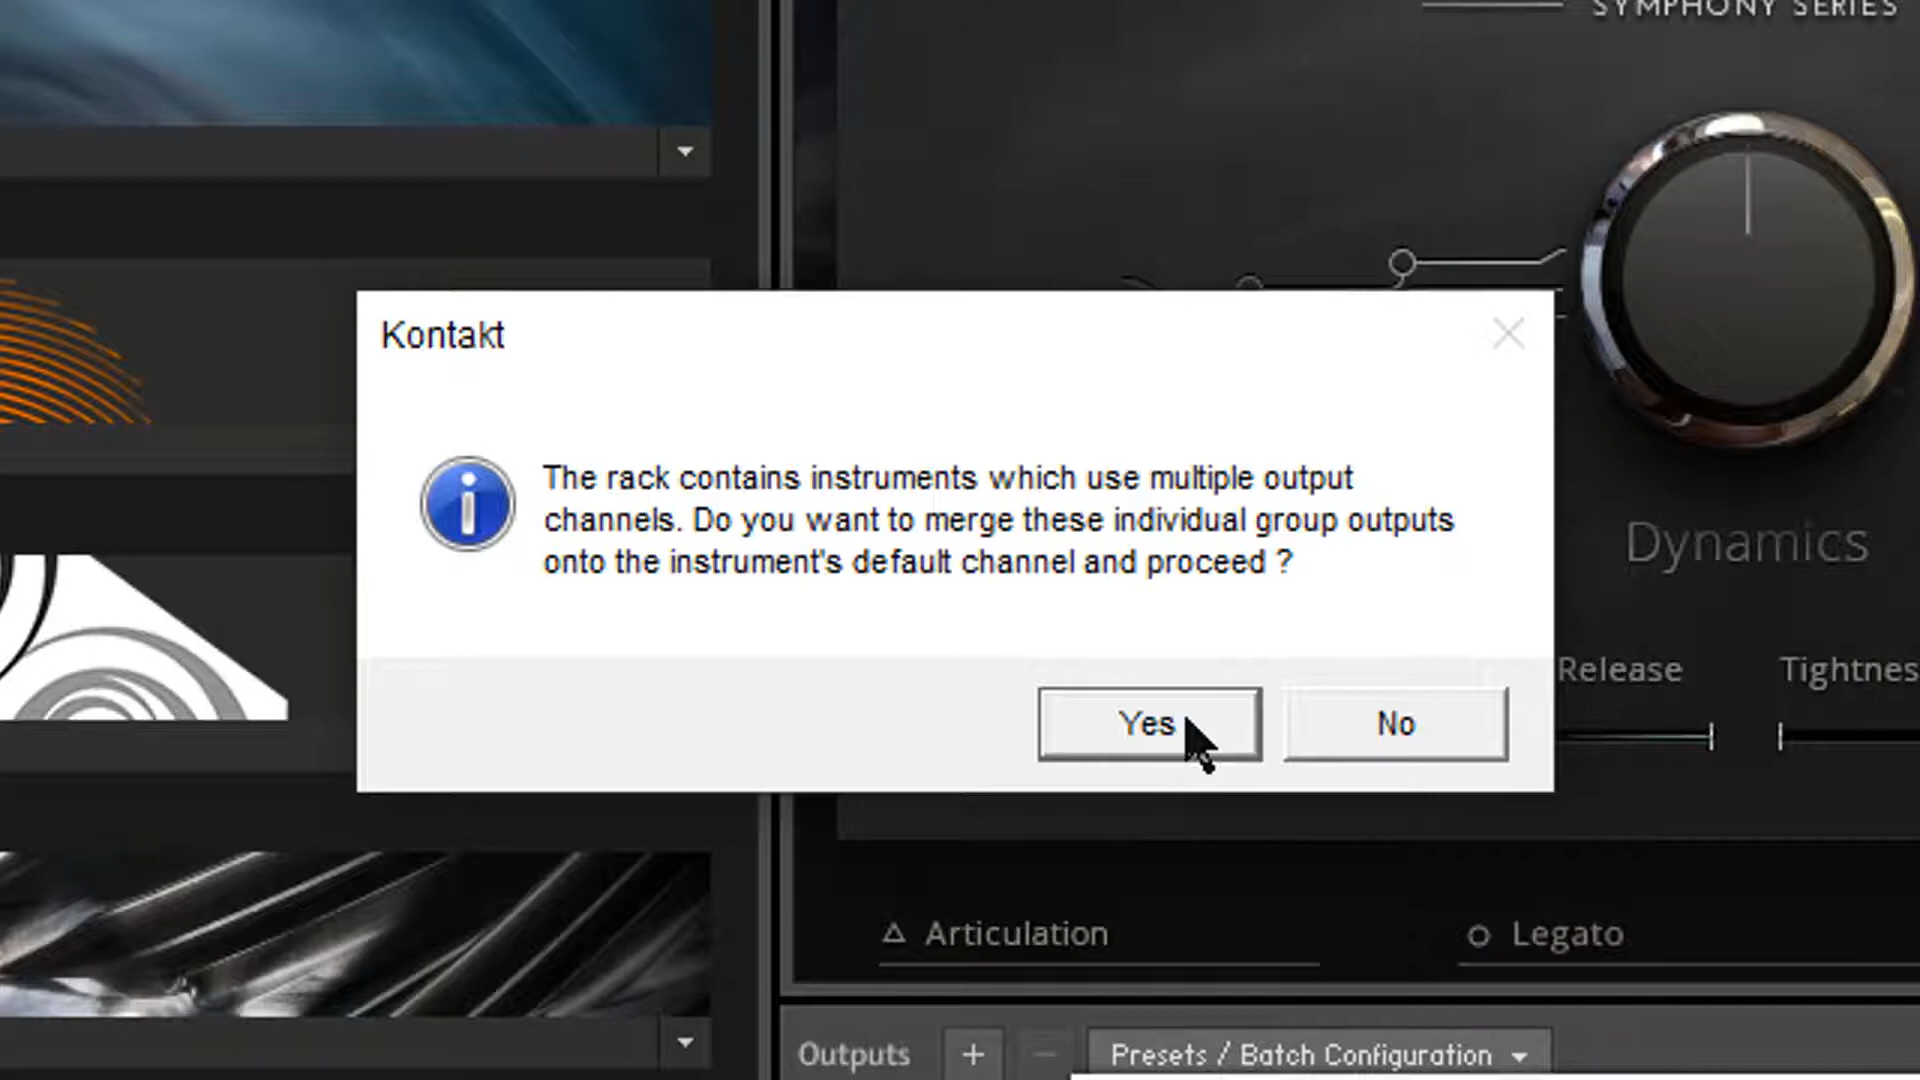 SYMPHONY SERIES
Kontakt
The rack contains instruments which use multiple output
channels. Do you want to merge these individual group outputs
onto the instrument's default channel and proceed ?
Dynamics
Release
Tightnes
Yes
No
Articulation
Legato
Outputs
Presets / Batch Configuration